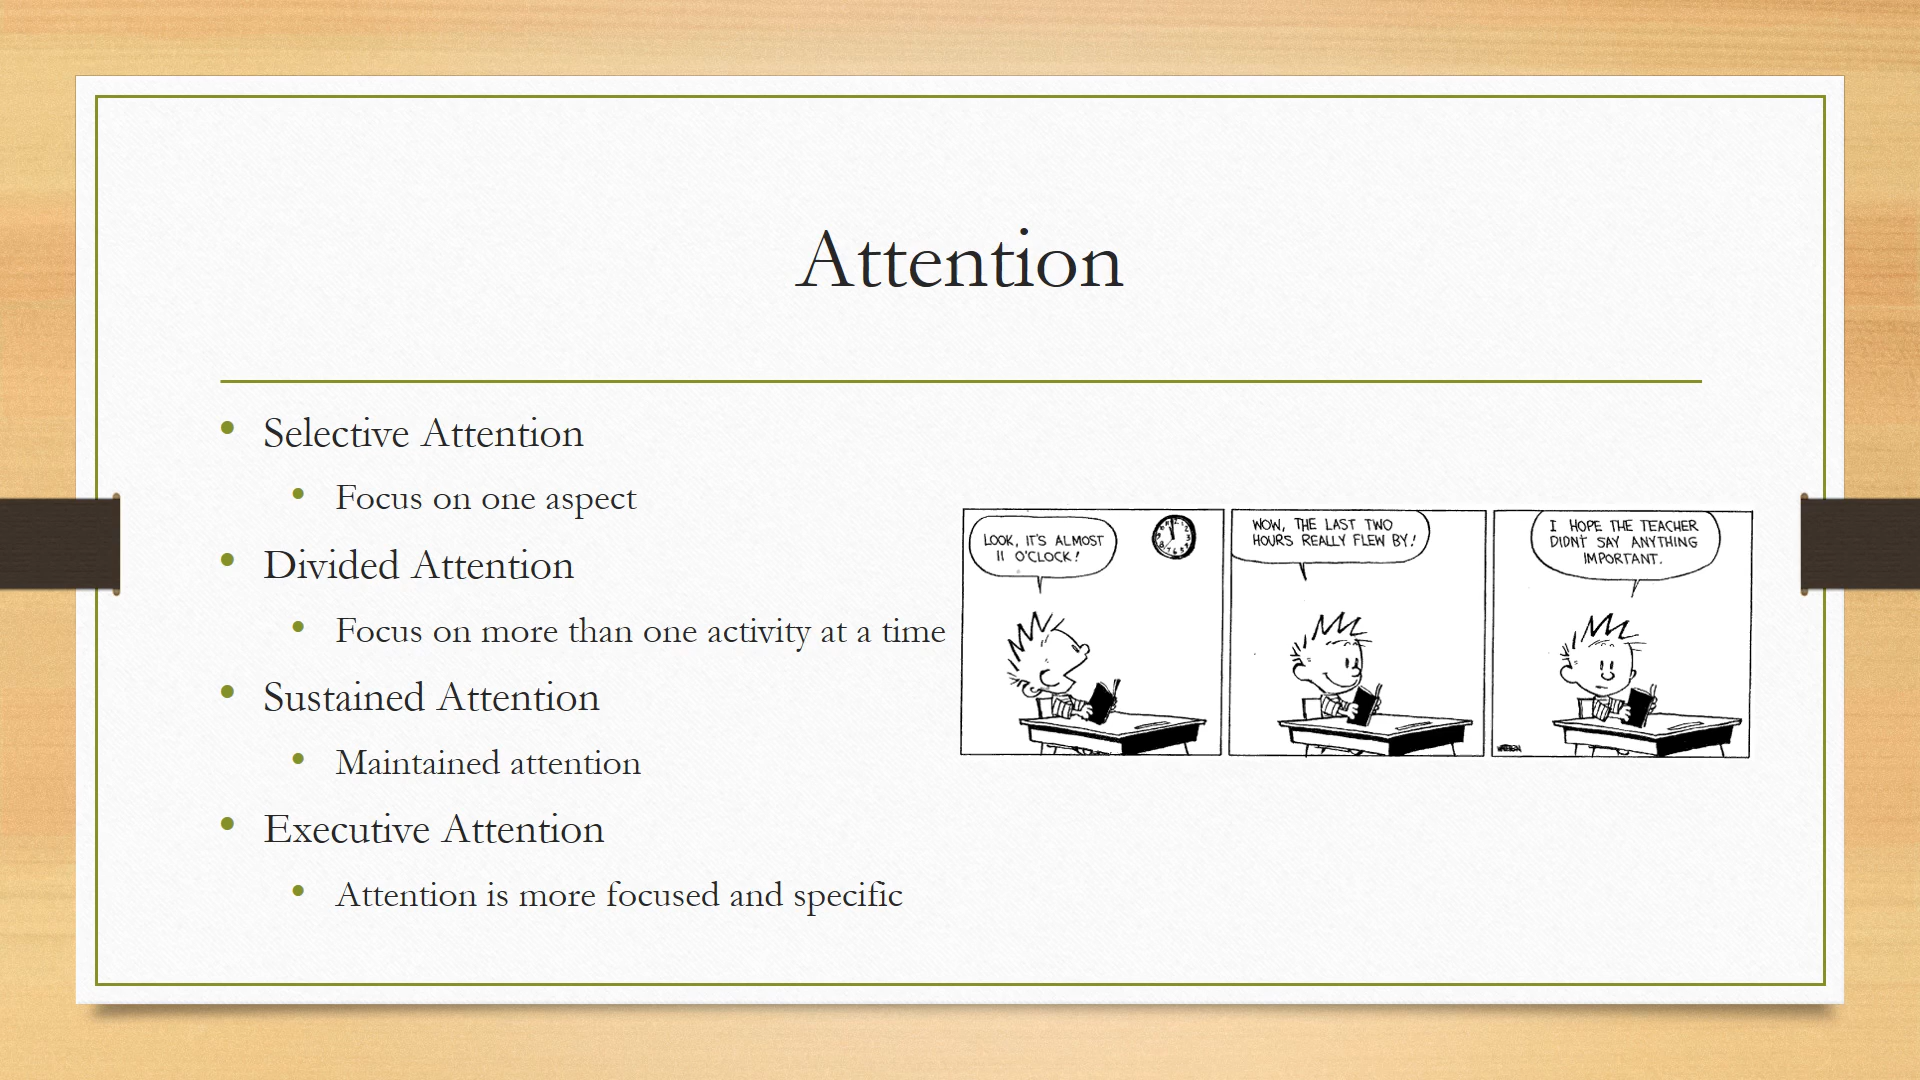 Attention
Selective Attention
Focus on one aspect
Divided Attention
Focus on more than one activity at a time
Sustained Attention
Maintained attention
Executive Attention
Attention is more focused and specific
LOOK, IT'S ALMOST
11 O'CLOCK!
WOW, THE LAST TWO
HOURS REALLY FLEW BY!
I HOPE THE TEACHER
DIDN'T SAY ANYTHING
IMPORTANT.